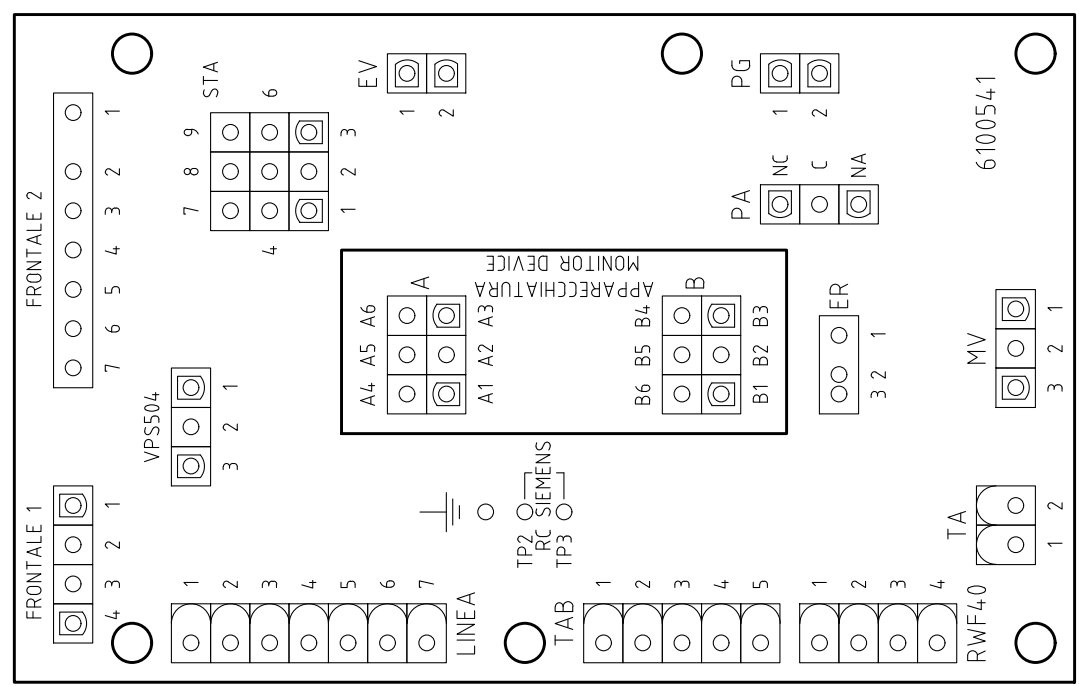 FRONTALE 2
1
2
3
4
5
6
7
STA
9
6
3
8
2
7
4
1
EV
1
2
PG
1
2
6100541
PA
NC
C
NA
APPARECCHIATURA
MONITOR DEVICE
A
A6
A3
A5
A2
A4
A1
B
B4
B3
B5
B2
B6
B1
ER
1
2
3
MV
1
2
3
VPS504
1
2
3
FRONTALE 1
1
2
3
4
TP2
RC SIEMENS
TP3
TA
2
1
LINEA
1
2
3
4
5
6
7
TAB
1
2
3
4
5
RWF40
1
2
3
4